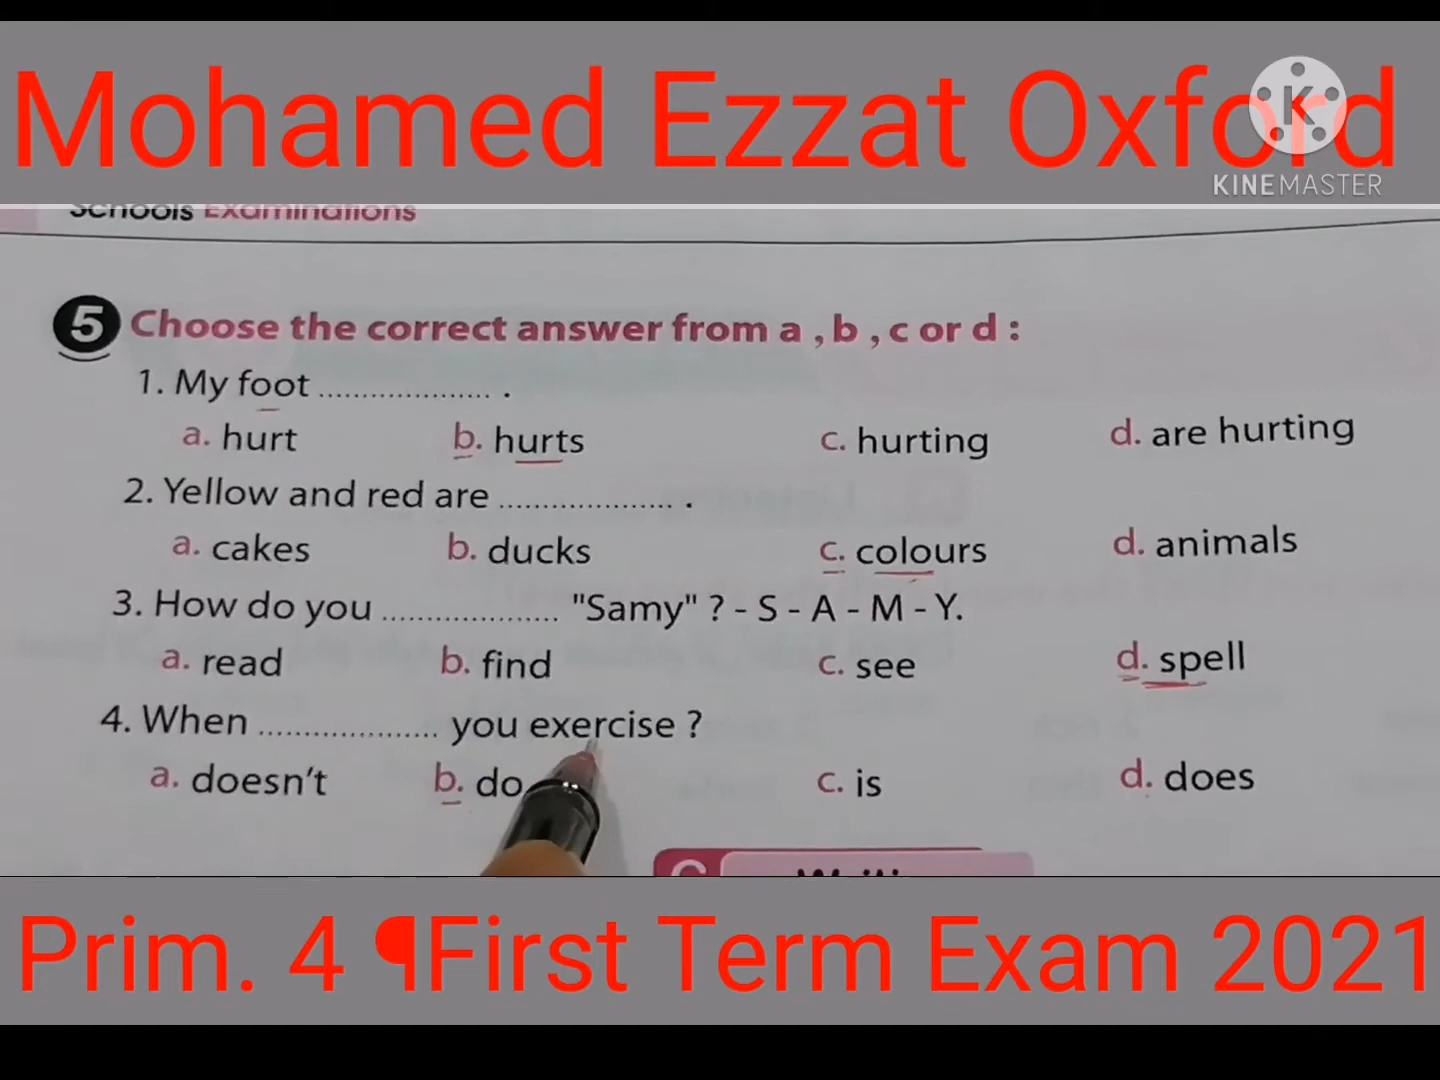 Mohamed Ezzat Oxford
K
KINEMASTER
Schools Examinations
5 Choose the correct answer from a , b , c or d :
1. My foot .................... .
a. hurt b. hurts c. hurting d. are hurting
2. Yellow and red are .................... .
a. cakes b. ducks c. colours d. animals
3. How do you .................... "Samy" ? - S - A - M - Y.
a. read b. find c. see d. spell
4. When .................... you exercise ?
a. doesn't b. do c. is d. does
C
Prim. 4 ¶First Term Exam 2021